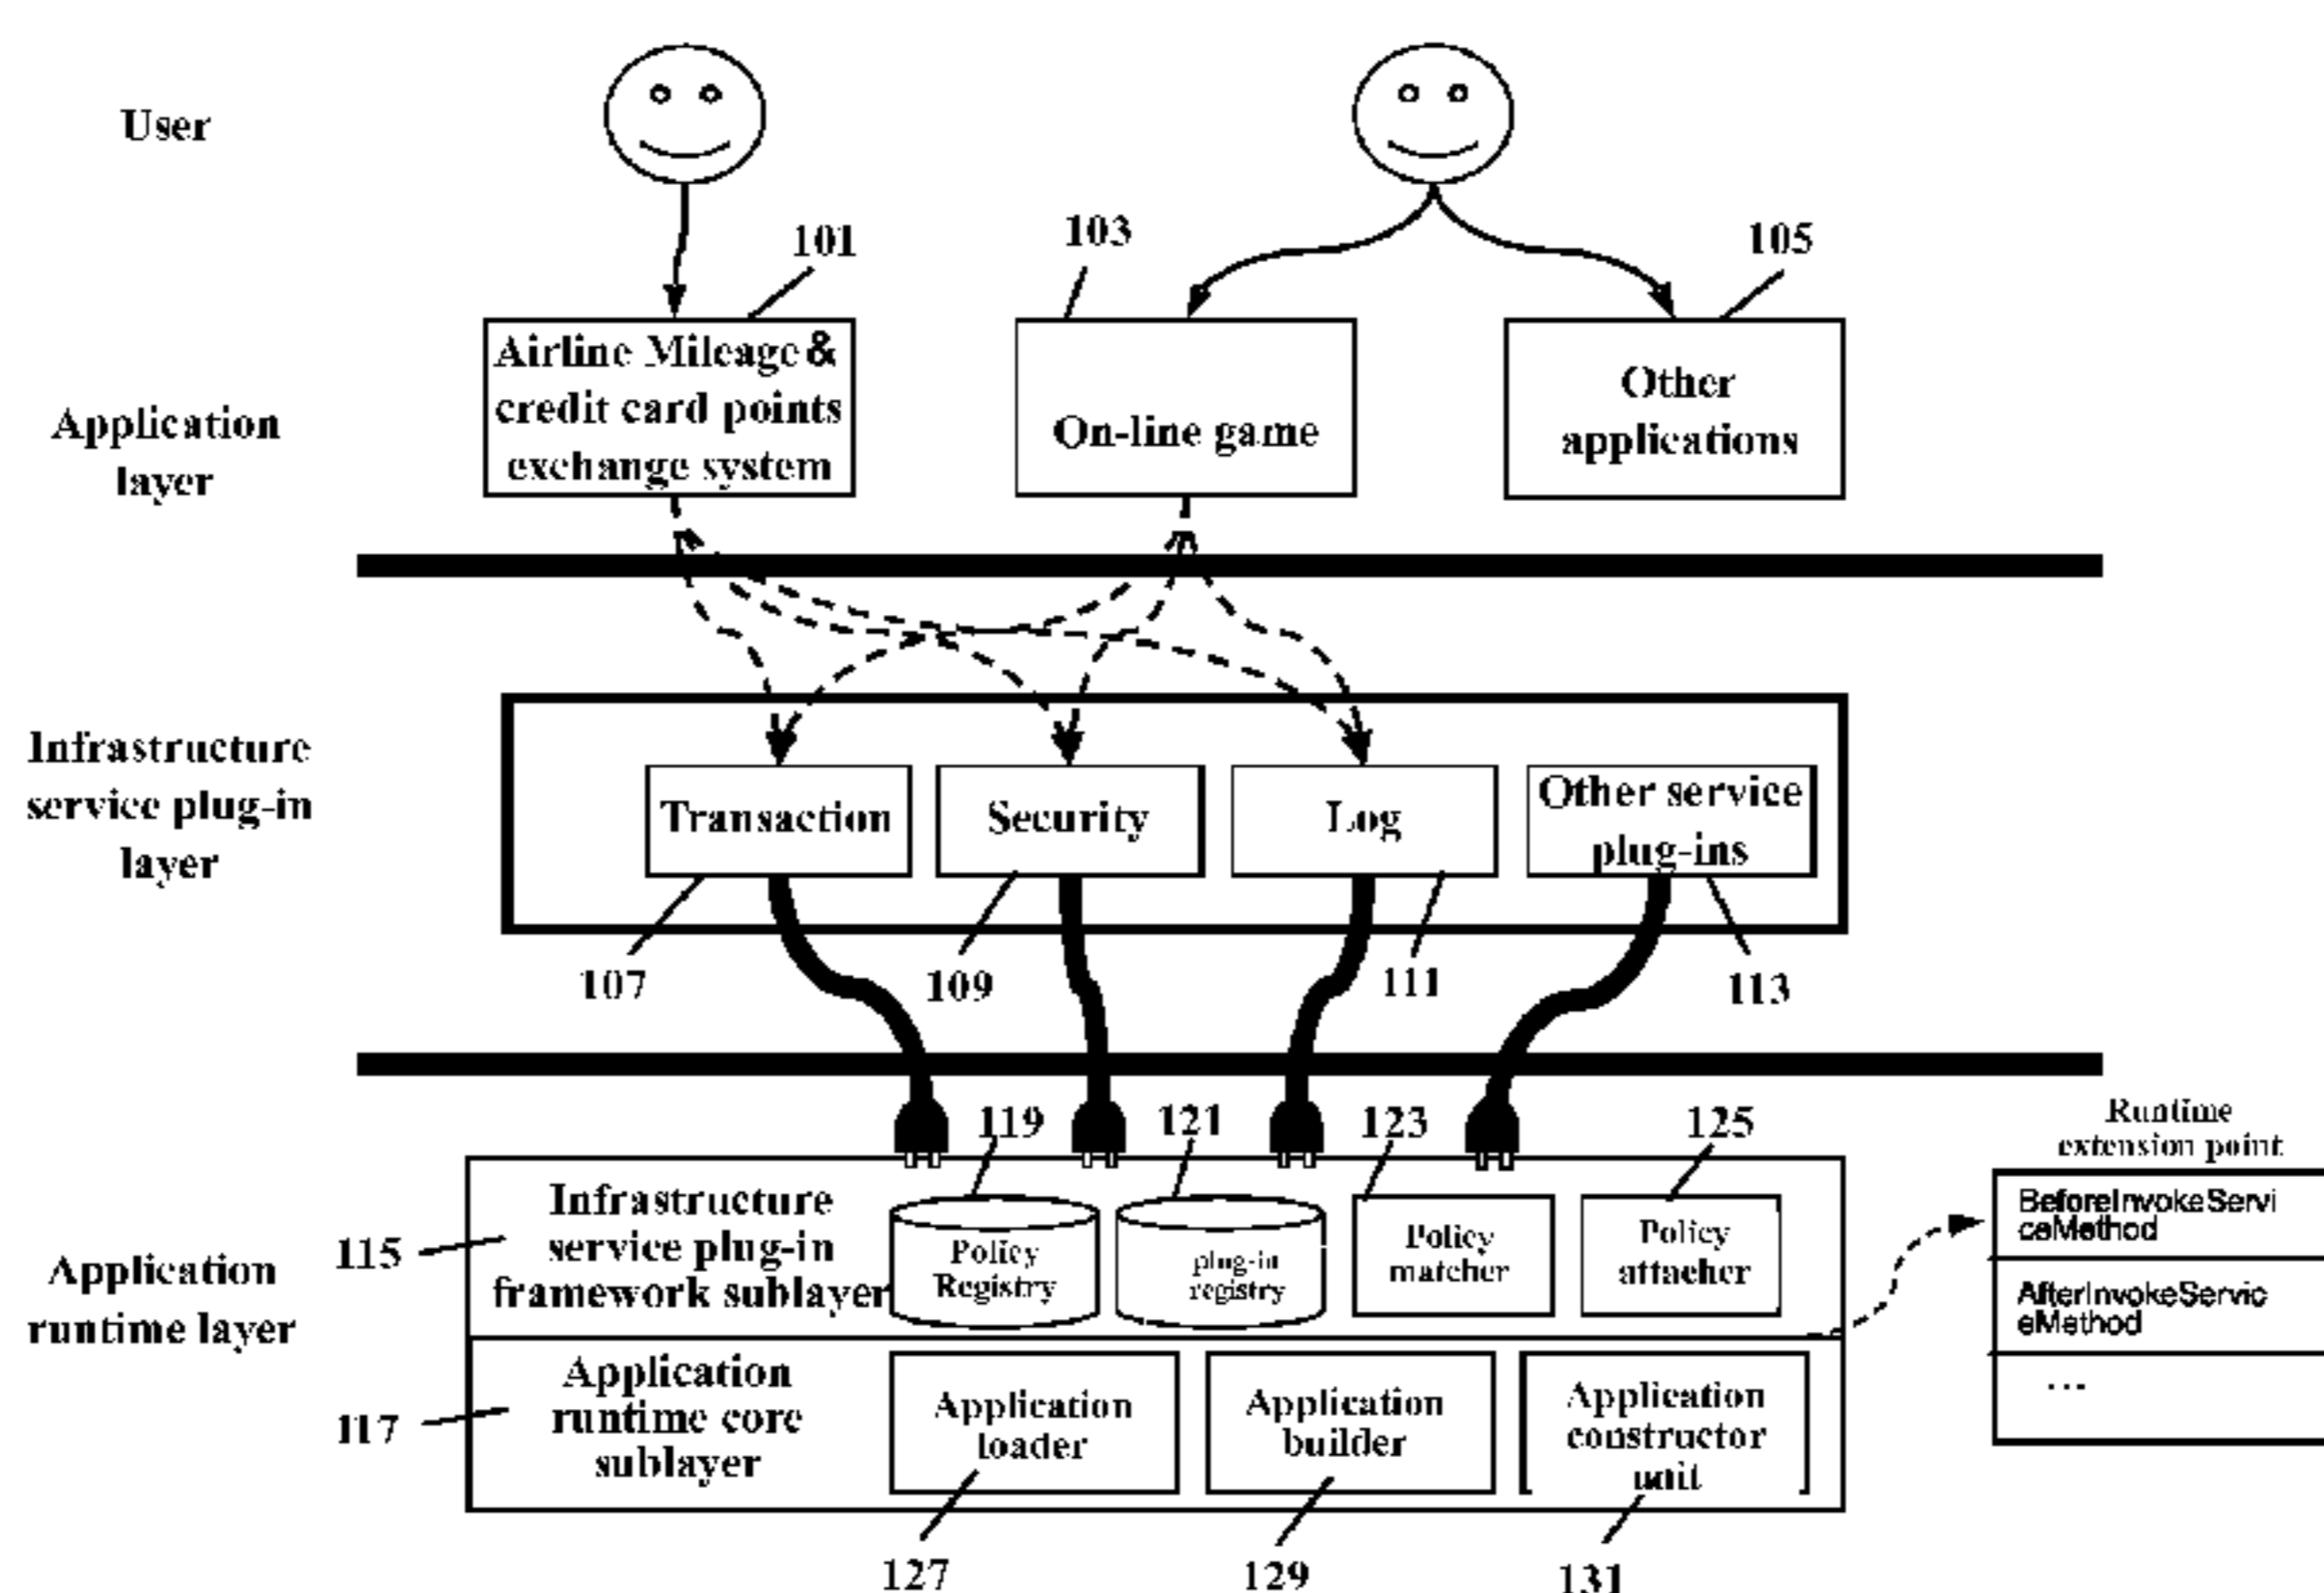 User
101
103
105
Airline Mileage &
credit card points
exchange system
On-line game
Other
applications
Application
layer
Infrastructure
service plug-in
layer
Transaction
Security
Log
Other service
plug-ins
107
109
111
113
119
121
123
125
Runtime
extension point
115
Infrastructure
service plug-in
framework sublayer
Policy
Registry
plug-in
registry
Policy
matcher
Policy
attacher
BeforeInvokeServi
ceMethod
AfterInvokeServic
eMethod
...
Application
runtime layer
117
Application
runtime core
sublayer
Application
loader
Application
builder
Application
constructor
unit
127
129
131